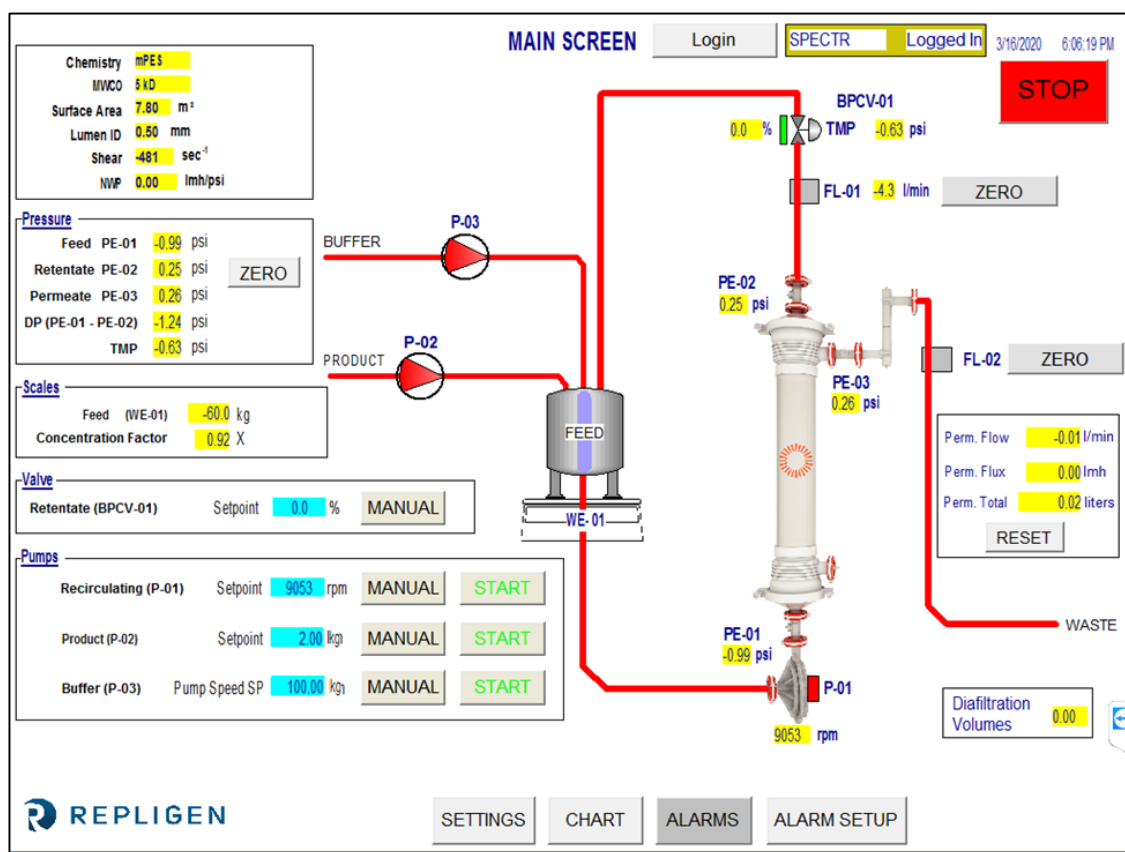 MAIN SCREEN
Login
SPECTR Logged In
3/16/2020 6:06:19 PM
STOP
Chemistry mPES
MWCO 5 kD
Surface Area 7.80 m²
Lumen ID 0.50 mm
Shear -481 sec⁻¹
NWP 0.00 lmh/psi
Pressure
Feed PE-01 -0.99 psi
Retentate PE-02 0.25 psi
Permeate PE-03 0.26 psi
DP (PE-01 - PE-02) -1.24 psi
TMP -0.63 psi
ZERO
Scales
Feed (WE-01) -60.0 kg
Concentration Factor 0.92 X
Valve
Retentate (BPCV-01) Setpoint 0.0 % MANUAL
Pumps
Recirculating (P-01) Setpoint 9053 rpm MANUAL START
Product (P-02) Setpoint 2.00 kg MANUAL START
Buffer (P-03) Pump Speed SP 100.00 kg MANUAL START
BUFFER
P-03
PRODUCT
P-02
FEED
WE-01
BPCV-01
0.0 % TMP -0.63 psi
FL-01 -4.3 l/min ZERO
PE-02
0.25 psi
PE-03
0.26 psi
FL-02 ZERO
Perm. Flow -0.01 l/min
Perm. Flux 0.00 lmh
Perm. Total 0.02 liters
RESET
WASTE
PE-01
-0.99 psi
P-01
9053 rpm
Diafiltration
Volumes 0.00
REPLIGEN
SETTINGS
CHART
ALARMS
ALARM SETUP